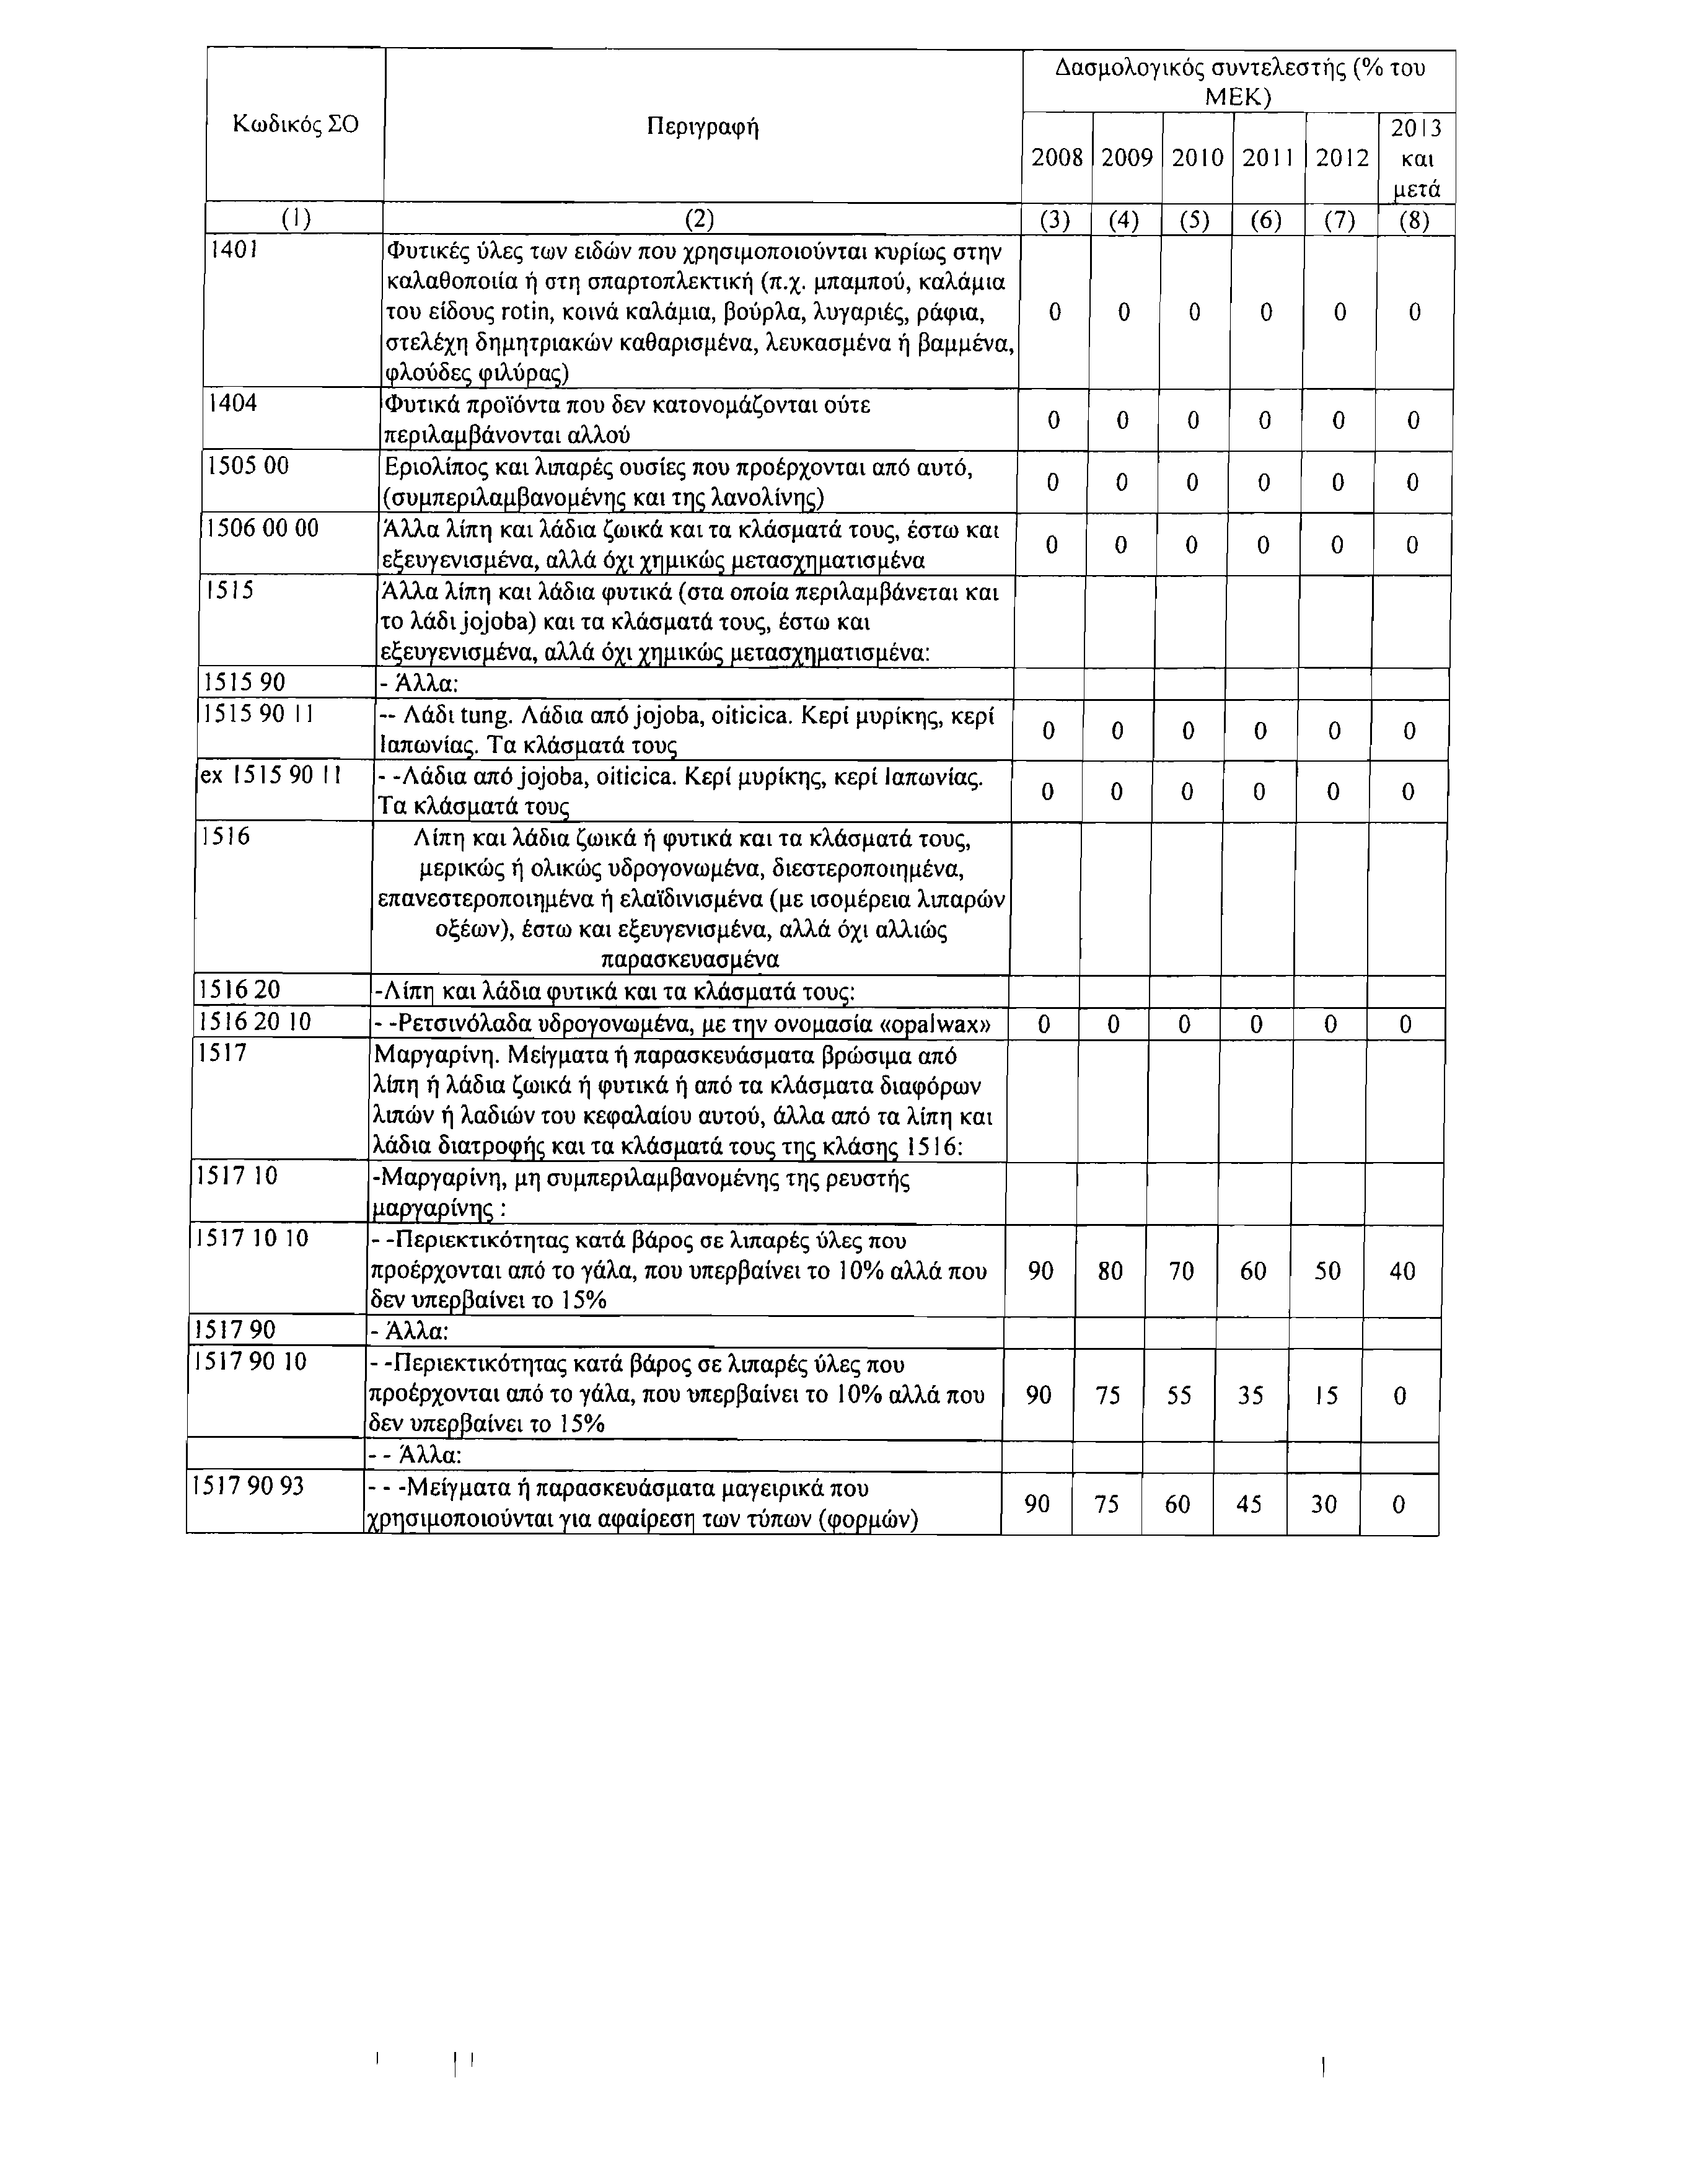 Κωδικός ΣΟ
Περιγραφή
Δασμολογικός συντελεστής (% του
ΜΕΚ)
2008 2009 2010 2011 2012 2013
και
μετά
(1) (2) (3) (4) (5) (6) (7) (8)
1401 Φυτικές ύλες των ειδών που χρησιμοποιούνται κυρίως στην
καλαθοποιία ή στη σπαρτοπλεκτική (π.χ. μπαμπού, καλάμια
του είδους rotin, κοινά καλάμια, βούρλα, λυγαριές, ράφια, 0 0 0 0 0 0
στελέχη δημητριακών καθαρισμένα, λευκασμένα ή βαμμένα,
φλούδες φιλύρας)
1404 Φυτικά προϊόντα που δεν κατονομάζονται ούτε
περιλαμβάνονται αλλού 0 0 0 0 0 0
1505 00 Εριολίπος και λιπαρές ουσίες που προέρχονται από αυτό,
(συμπεριλαμβανομένης και της λανολίνης) 0 0 0 0 0 0
1506 00 00 Άλλα λίπη και λάδια ζωικά και τα κλάσματά τους, έστω και
εξευγενισμένα, αλλά όχι χημικώς μετασχηματισμένα 0 0 0 0 0 0
1515 Άλλα λίπη και λάδια φυτικά (στα οποία περιλαμβάνεται και
το λάδι jojoba) και τα κλάσματά τους, έστω και
εξευγενισμένα, αλλά όχι χημικώς μετασχηματισμένα:
1515 90 - Άλλα:
1515 90 11 -- Λάδι tung. Λάδια από jojoba, oiticica. Κερί μυρίκης, κερί
Ιαπωνίας. Τα κλάσματά τους 0 0 0 0 0 0
ex 1515 90 11 - -Λάδια από jojoba, oiticica. Κερί μυρίκης, κερί Ιαπωνίας.
Τα κλάσματά τους 0 0 0 0 0 0
1516 Λίπη και λάδια ζωικά ή φυτικά και τα κλάσματά τους,
μερικώς ή ολικώς υδρογονωμένα, διεστεροποιημένα,
επανεστεροποιημένα ή ελαϊδινισμένα (με ισομέρεια λιπαρών
οξέων), έστω και εξευγενισμένα, αλλά όχι αλλιώς
παρασκευασμένα
1516 20 -Λίπη και λάδια φυτικά και τα κλάσματά τους:
1516 20 10 - -Ρετσινόλαδα υδρογονωμένα, με την ονομασία «opalwax» 0 0 0 0 0 0
1517 Μαργαρίνη. Μείγματα ή παρασκευάσματα βρώσιμα από
λίπη ή λάδια ζωικά ή φυτικά ή από τα κλάσματα διαφόρων
λιπών ή λαδιών του κεφαλαίου αυτού, άλλα από τα λίπη και
λάδια διατροφής και τα κλάσματά τους της κλάσης 1516:
1517 10 -Μαργαρίνη, μη συμπεριλαμβανομένης της ρευστής
μαργαρίνης :
1517 10 10 - -Περιεκτικότητας κατά βάρος σε λιπαρές ύλες που
προέρχονται από το γάλα, που υπερβαίνει το 10% αλλά που 90 80 70 60 50 40
δεν υπερβαίνει το 15%
1517 90 - Άλλα:
1517 90 10 - -Περιεκτικότητας κατά βάρος σε λιπαρές ύλες που
προέρχονται από το γάλα, που υπερβαίνει το 10% αλλά που 90 75 55 35 15 0
δεν υπερβαίνει το 15%
- - Άλλα:
1517 90 93 - - -Μείγματα ή παρασκευάσματα μαγειρικά που
χρησιμοποιούνται για αφαίρεση των τύπων (φορμών) 90 75 60 45 30 0